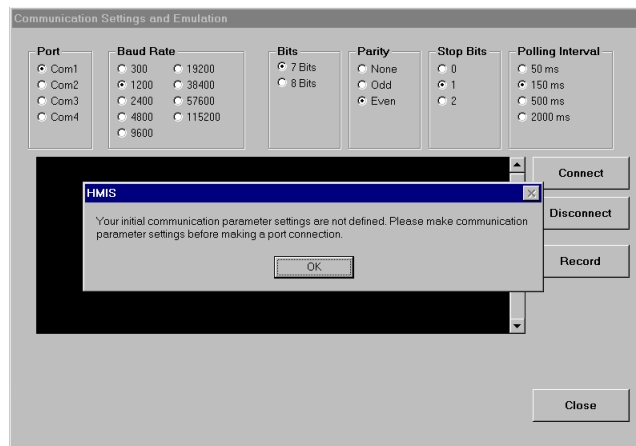 Communication Settings and Emulation
Port
Com1
Com2
Com3
Com4
Baud Rate
300
1200
2400
4800
9600
19200
38400
57600
115200
Bits
7 Bits
8 Bits
Parity
None
Odd
Even
Stop Bits
0
1
2
Polling Interval
50 ms
150 ms
500 ms
2000 ms
HMIS
Your initial communication parameter settings are not defined. Please make communication
parameter settings before making a port connection.
OK
Connect
Disconnect
Record
Close